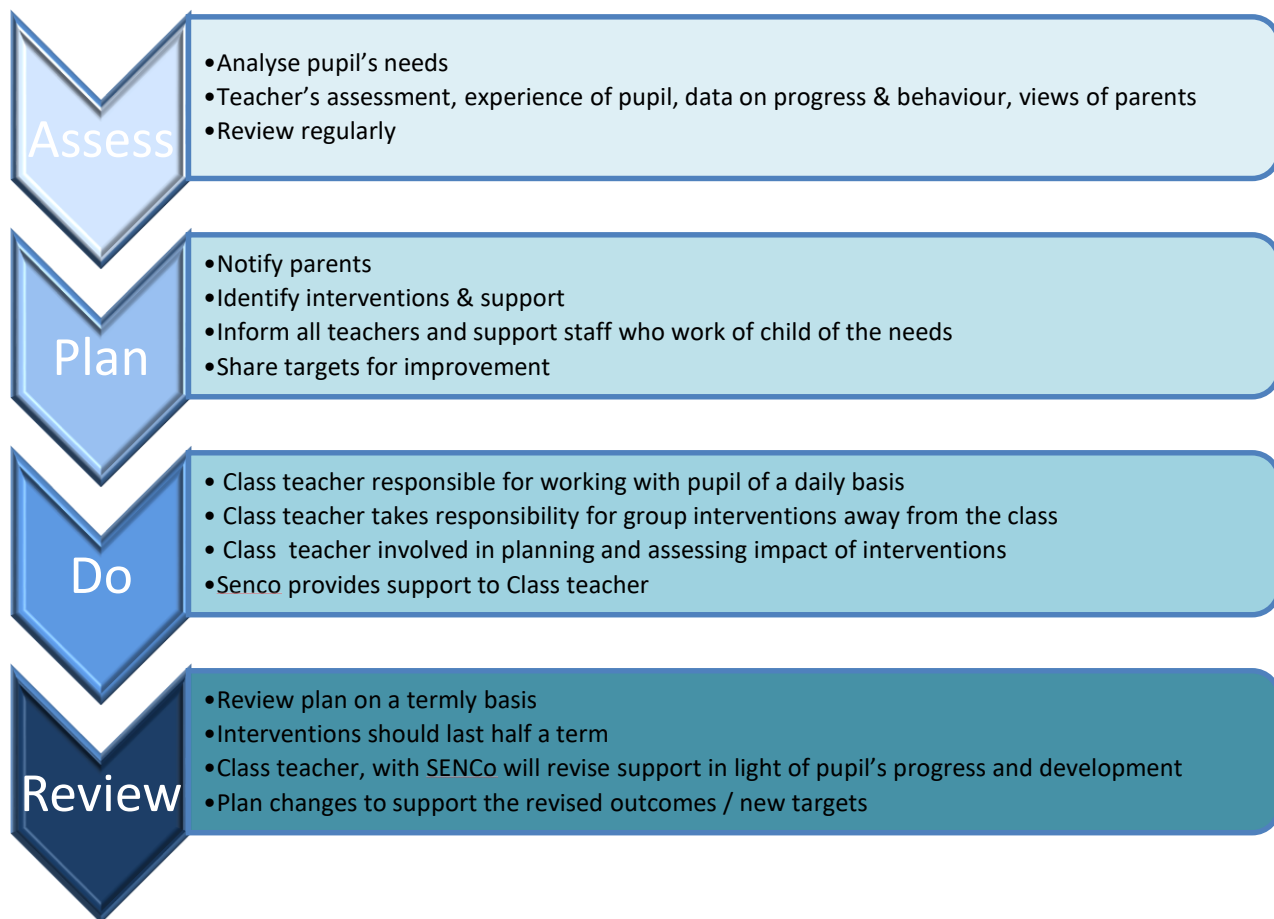 Assess
•Analyse pupil’s needs
•Teacher’s assessment, experience of pupil, data on progress & behaviour, views of parents
•Review regularly
Plan
•Notify parents
•Identify interventions & support
•Inform all teachers and support staff who work of child of the needs
•Share targets for improvement
Do
• Class teacher responsible for working with pupil of a daily basis
• Class teacher takes responsibility for group interventions away from the class
• Class  teacher involved in planning and assessing impact of interventions
•Senco provides support to Class teacher
Review
•Review plan on a termly basis
•Interventions should last half a term
•Class teacher, with SENCo will revise support in light of pupil’s progress and development
•Plan changes to support the revised outcomes / new targets